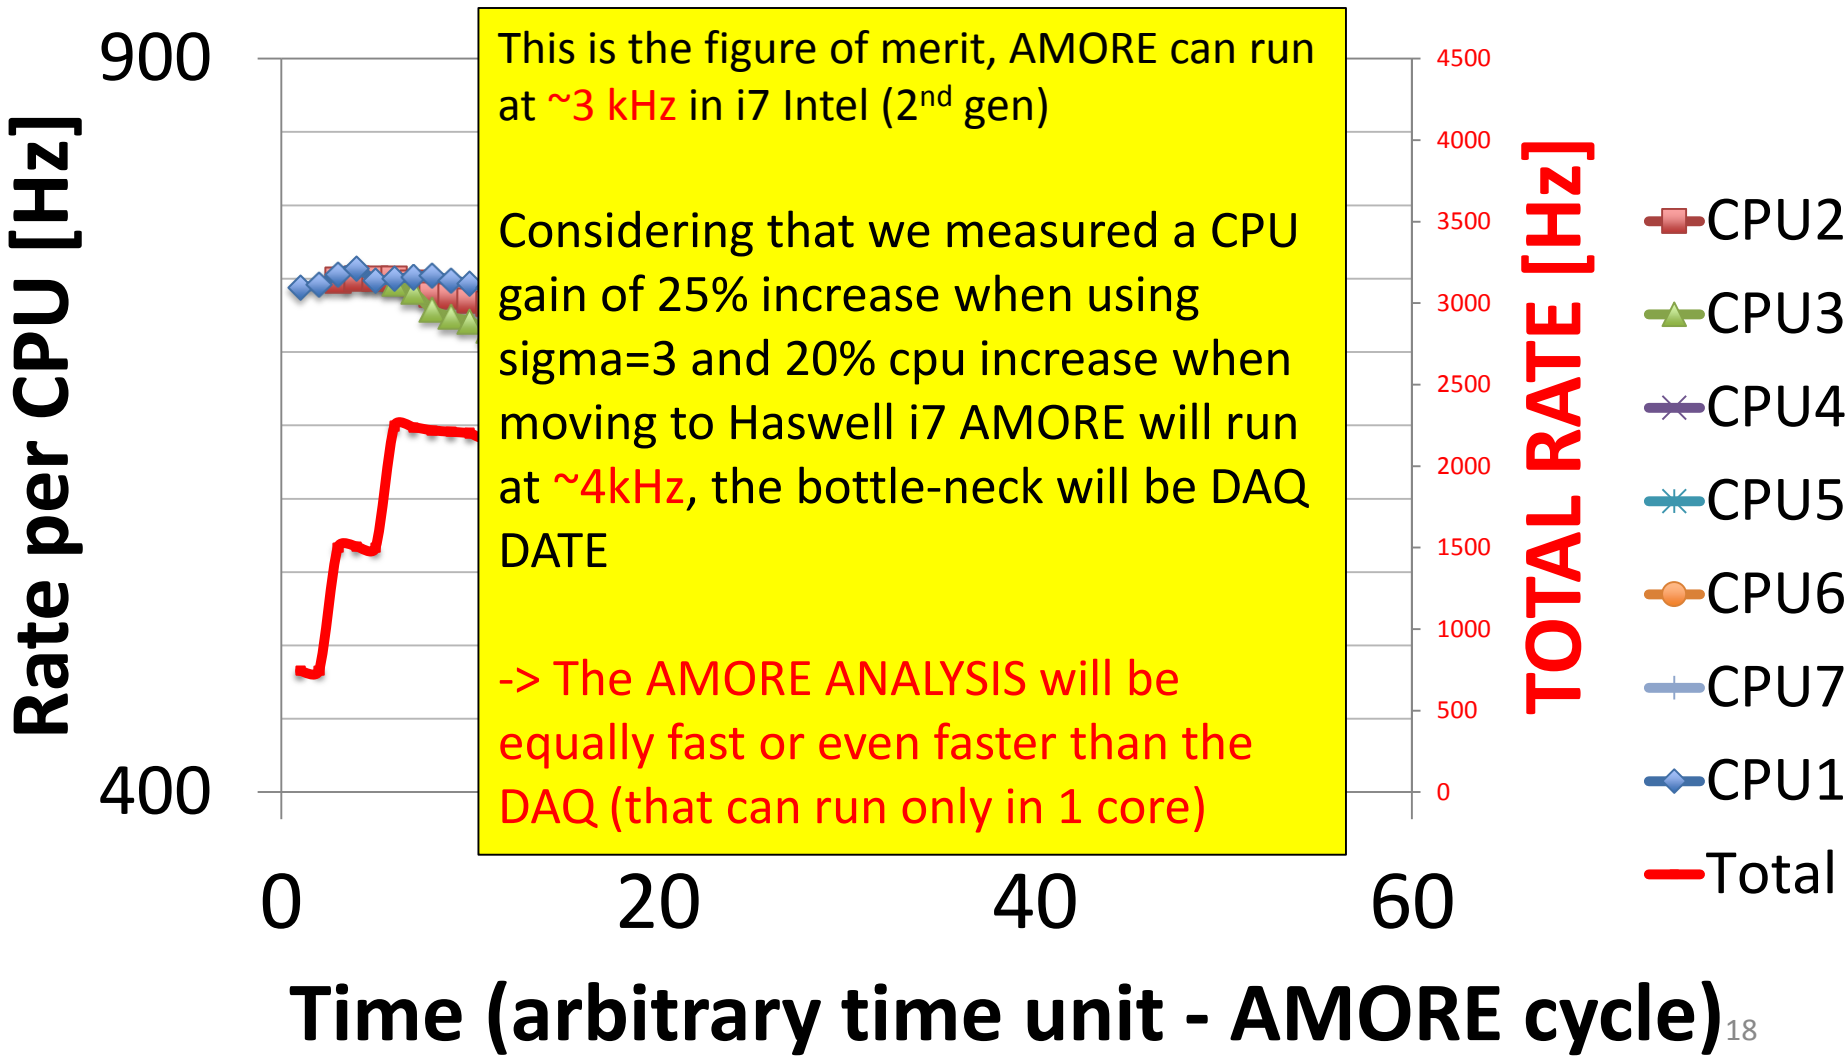 900
400
Rate per CPU [Hz]
This is the figure of merit, AMORE can run
at ~3 kHz in i7 Intel (2nd gen)
Considering that we measured a CPU
gain of 25% increase when using
sigma=3 and 20% cpu increase when
moving to Haswell i7 AMORE will run
at ~4kHz, the bottle-neck will be DAQ
DATE
-> The AMORE ANALYSIS will be
equally fast or even faster than the
DAQ (that can run only in 1 core)
4500
4000
3500
3000
2500
2000
1500
1000
500
0
TOTAL RATE [Hz]
CPU2
CPU3
CPU4
CPU5
CPU6
CPU7
CPU1
Total
0 20 40 60
Time (arbitrary time unit - AMORE cycle)
18